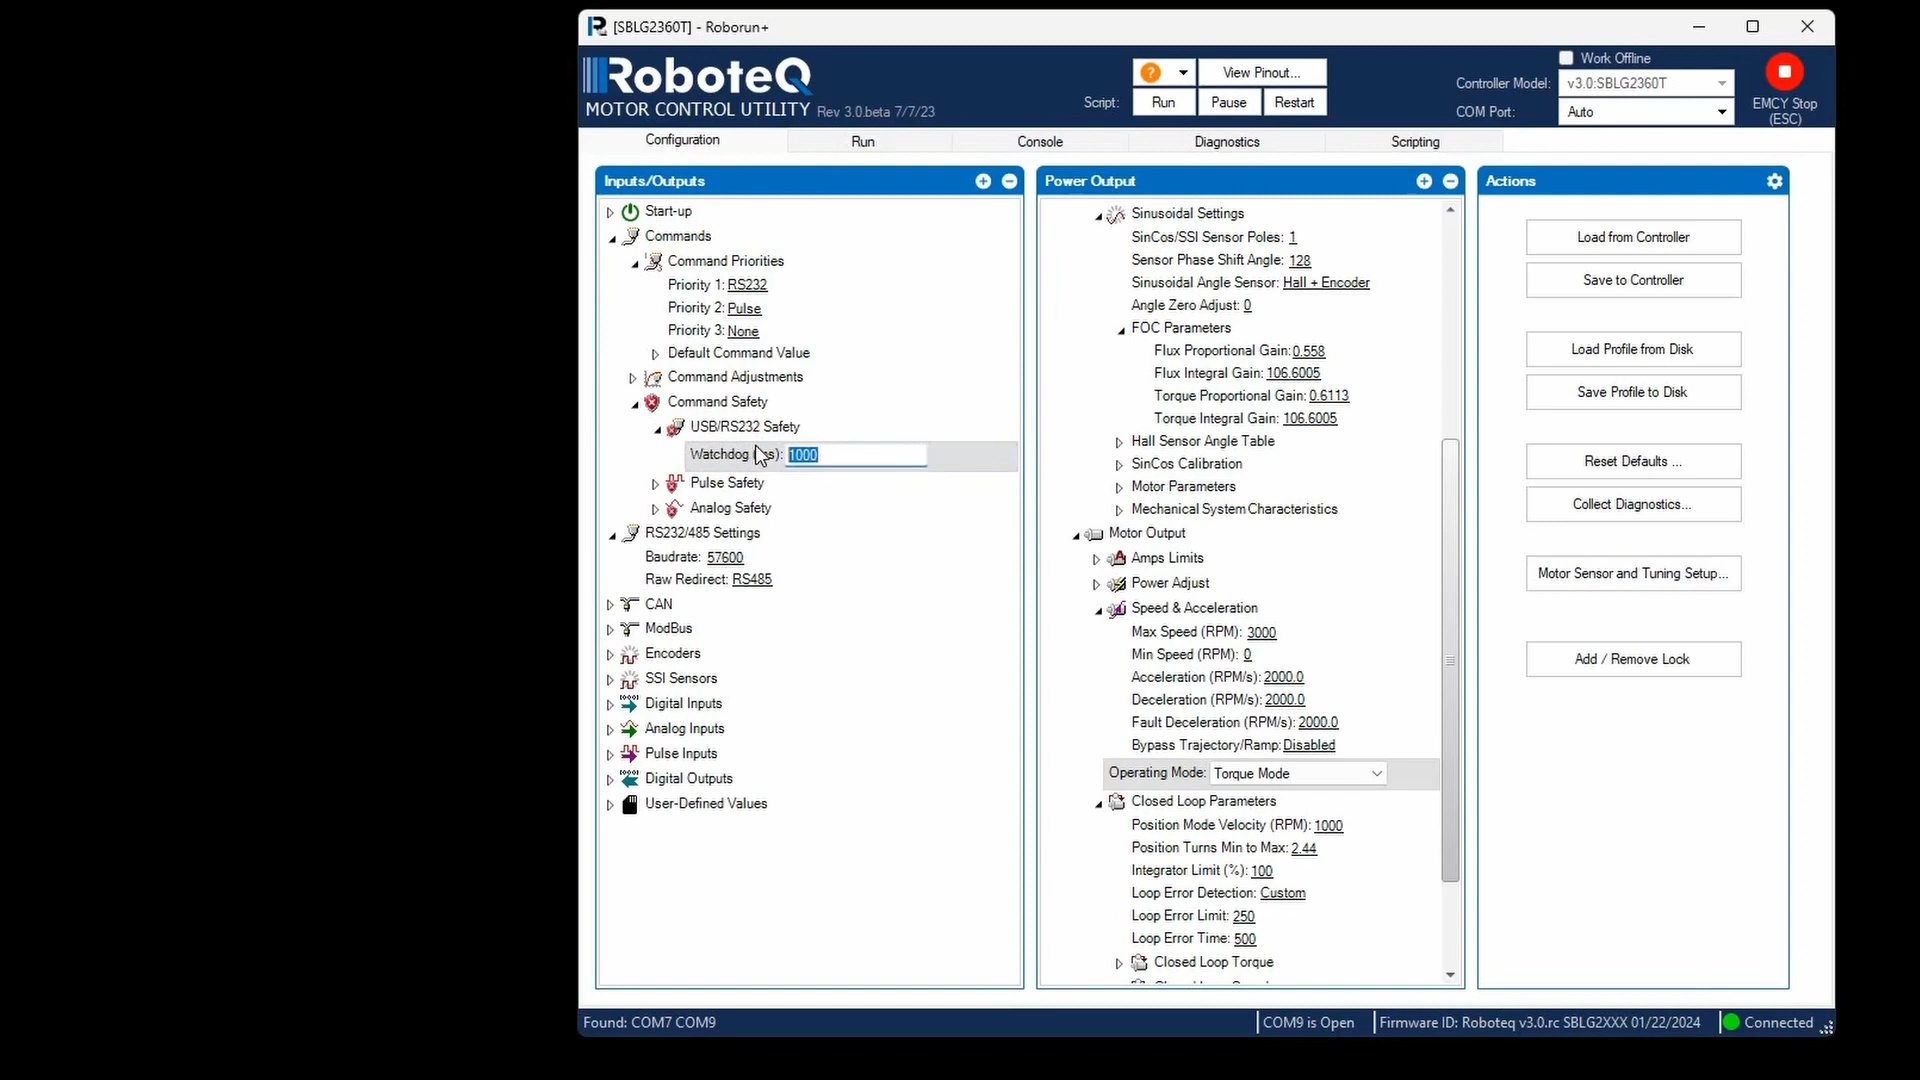 [SBLG2360T] - Roborun+
RoboteQ
MOTOR CONTROL UTILITY Rev 3.0.beta 7/7/23
Script:
View Pinout...
Run
Pause
Restart
Work Offline
Controller Model: v3.0:SBLG2360T
COM Port: Auto
EMCY Stop
(ESC)
Configuration
Run
Console
Diagnostics
Scripting
Inputs/Outputs
Start-up
Commands
Command Priorities
Priority 1: RS232
Priority 2: Pulse
Priority 3: None
Default Command Value
Command Adjustments
Command Safety
USB/RS232 Safety
Watchdog 1000
Pulse Safety
Analog Safety
RS232/485 Settings
Baudrate: 57600
Raw Redirect: RS485
CAN
ModBus
Encoders
SSI Sensors
Digital Inputs
Analog Inputs
Pulse Inputs
Digital Outputs
User-Defined Values
Power Output
Sinusoidal Settings
SinCos/SSI Sensor Poles: 1
Sensor Phase Shift Angle: 128
Sinusoidal Angle Sensor: Hall + Encoder
Angle Zero Adjust: 0
FOC Parameters
Flux Proportional Gain: 0.558
Flux Integral Gain: 106.6005
Torque Proportional Gain: 0.6113
Torque Integral Gain: 106.6005
Hall Sensor Angle Table
SinCos Calibration
Motor Parameters
Mechanical System Characteristics
Motor Output
Amps Limits
Power Adjust
Speed & Acceleration
Max Speed (RPM): 3000
Min Speed (RPM): 0
Acceleration (RPM/s): 2000.0
Deceleration (RPM/s): 2000.0
Fault Deceleration (RPM/s): 2000.0
Bypass Trajectory/Ramp: Disabled
Operating Mode: Torque Mode
Closed Loop Parameters
Position Mode Velocity (RPM): 1000
Position Turns Min to Max: 2.44
Integrator Limit (%): 100
Loop Error Detection: Custom
Loop Error Limit: 250
Loop Error Time: 500
Closed Loop Torque
Actions
Load from Controller
Save to Controller
Load Profile from Disk
Save Profile to Disk
Reset Defaults ...
Collect Diagnostics...
Motor Sensor and Tuning Setup...
Add / Remove Lock
Found: COM7 COM9
COM9 is Open
Firmware ID: Roboteq v3.0.rc SBLG2XXX 01/22/2024
Connected